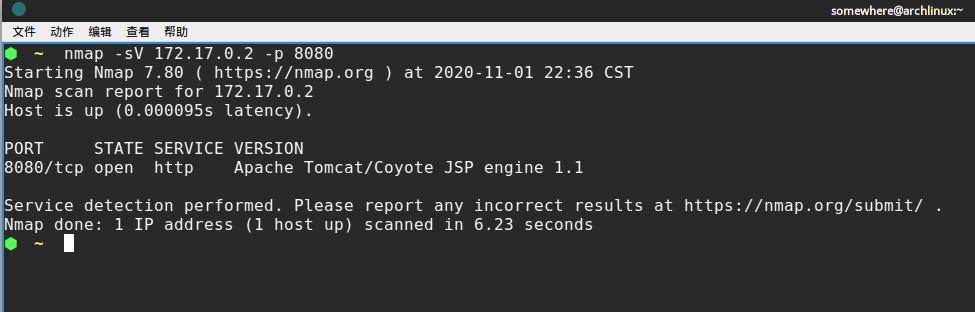 somewhere@archlinux:~
文件 动作 编辑 查看 帮助
~ nmap -sV 172.17.0.2 -p 8080
Starting Nmap 7.80 ( https://nmap.org ) at 2020-11-01 22:36 CST
Nmap scan report for 172.17.0.2
Host is up (0.000095s latency).
PORT     STATE SERVICE VERSION
8080/tcp open  http    Apache Tomcat/Coyote JSP engine 1.1
Service detection performed. Please report any incorrect results at https://nmap.org/submit/ .
Nmap done: 1 IP address (1 host up) scanned in 6.23 seconds
~